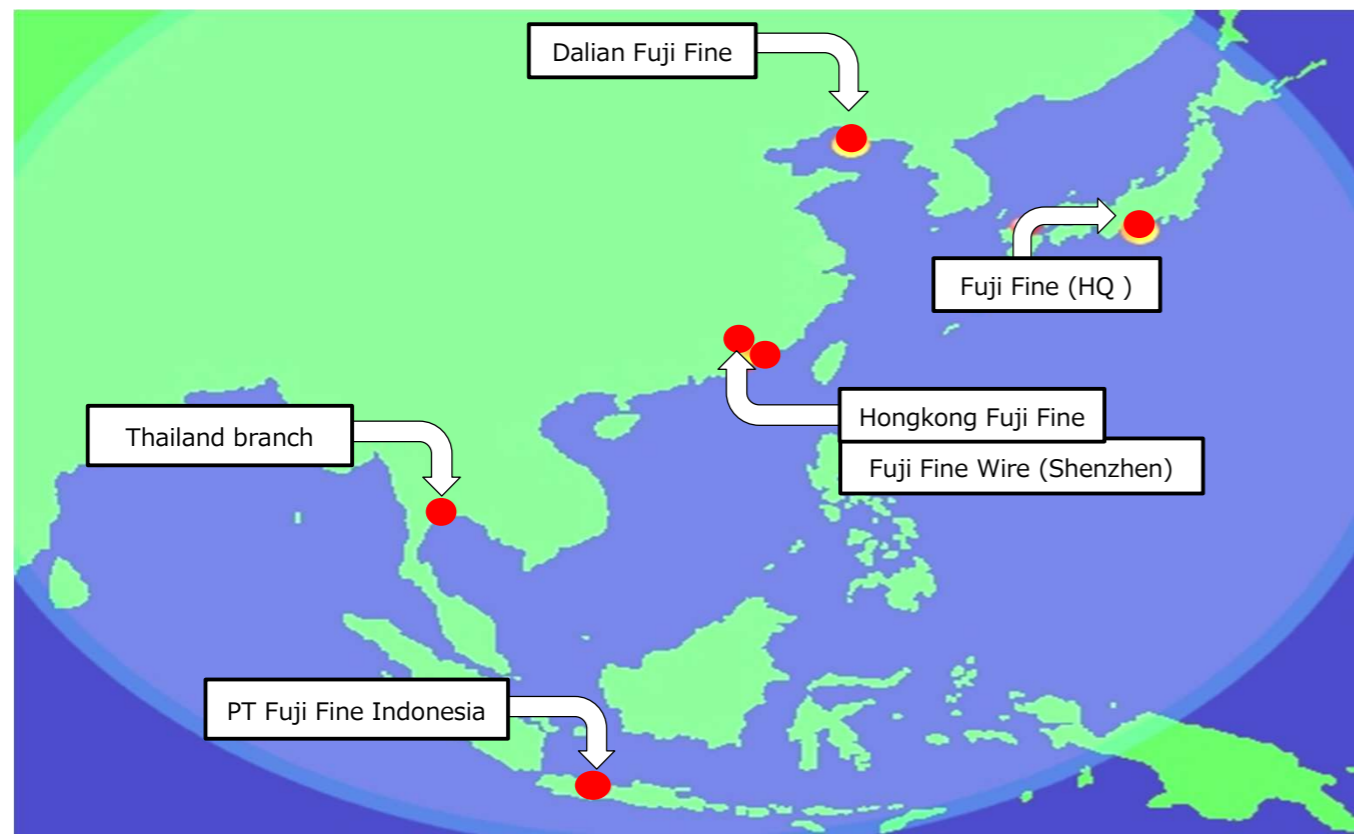 Dalian Fuji Fine
Fuji Fine (HQ )
Hongkong Fuji Fine
Fuji Fine Wire (Shenzhen)
Thailand branch
PT Fuji Fine Indonesia